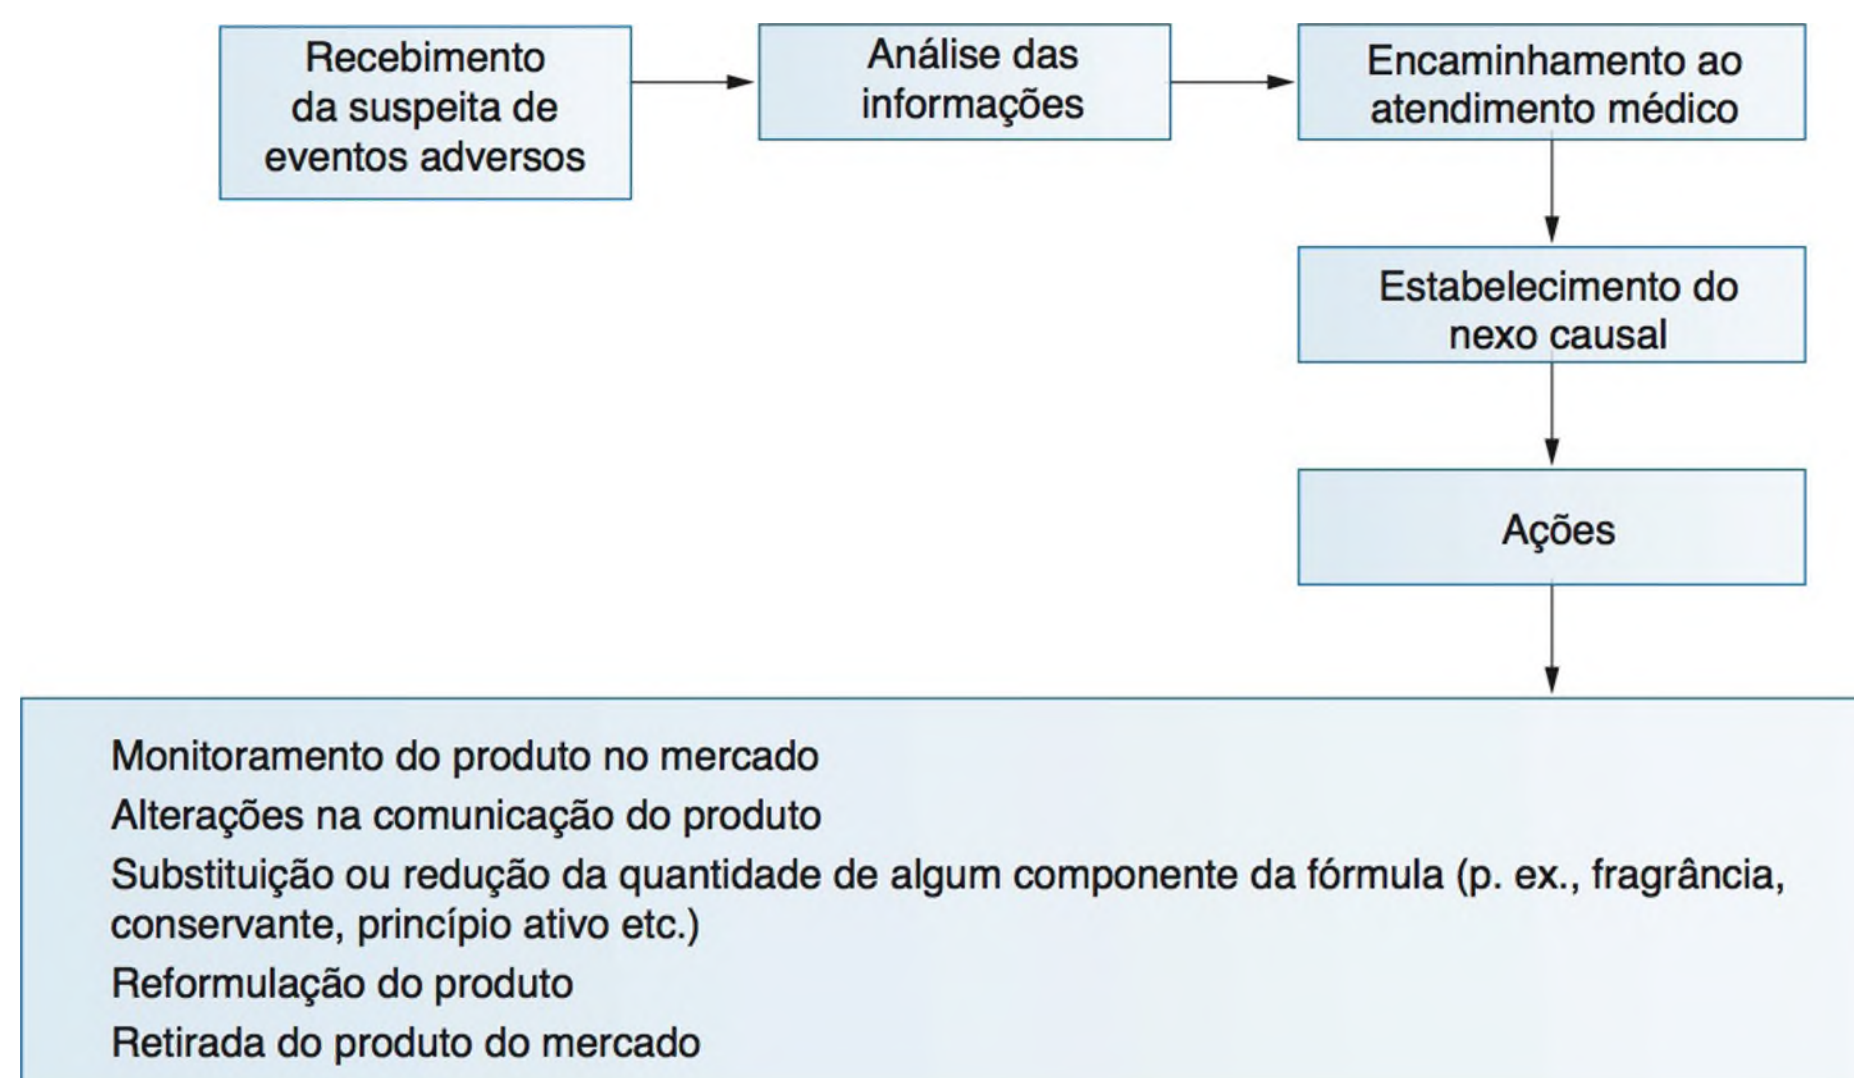 Recebimento
da suspeita de
eventos adversos
Análise das
informações
Encaminhamento ao
atendimento médico
Estabelecimento do
nexo causal
Ações
Monitoramento do produto no mercado
Alterações na comunicação do produto
Substituição ou redução da quantidade de algum componente da fórmula (p. ex., fragrância,
conservante, princípio ativo etc.)
Reformulação do produto
Retirada do produto do mercado